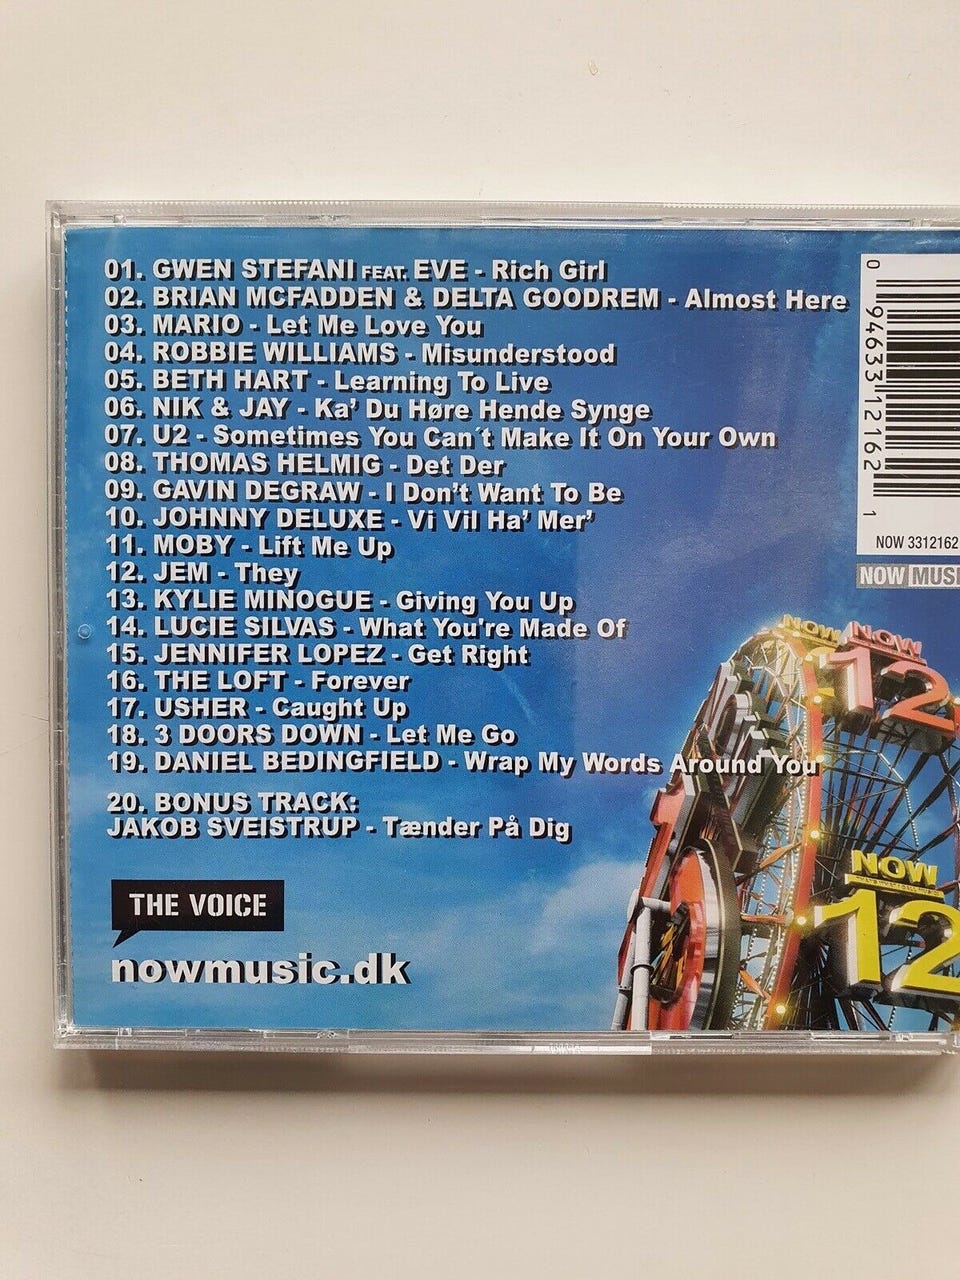 01. GWEN STEFANI FEAT. EVE - Rich Girl
02. BRIAN MCFADDEN & DELTA GOODREM - Almost Here
03. MARIO - Let Me Love You
04. ROBBIE WILLIAMS - Misunderstood
05. BETH HART - Learning To Live
06. NIK & JAY - Ka' Du Høre Hende Synge
07. U2 - Sometimes You Can´t Make It On Your Own
08. THOMAS HELMIG - Det Der
09. GAVIN DEGRAW - I Don't Want To Be
10. JOHNNY DELUXE - Vi Vil Ha' Mer'
11. MOBY - Lift Me Up
12. JEM - They
13. KYLIE MINOGUE - Giving You Up
14. LUCIE SILVAS - What You're Made Of
15. JENNIFER LOPEZ - Get Right
16. THE LOFT - Forever
17. USHER - Caught Up
18. 3 DOORS DOWN - Let Me Go
19. DANIEL BEDINGFIELD - Wrap My Words Around You
20. BONUS TRACK:
JAKOB SVEISTRUP - Tænder På Dig
THE VOICE
nowmusic.dk
0 94633 12162 1
NOW 3312162
NOW MUSI
NOW NOW
12
NOW
12